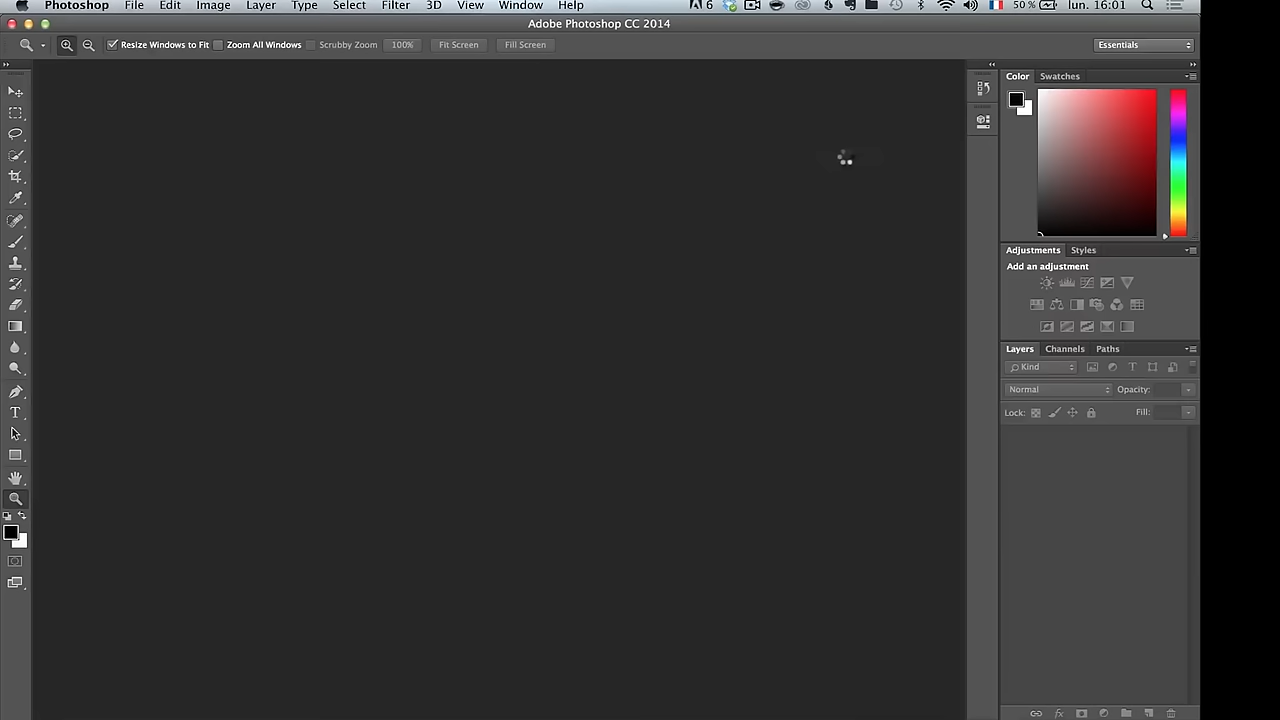 Photoshop File Edit Image Layer Type Select Filter 3D View Window Help 6 50 % lun. 16:01
Adobe Photoshop CC 2014
Resize Windows to Fit Zoom All Windows Scrubby Zoom 100% Fit Screen Fill Screen Essentials
Color Swatches
Adjustments Styles
Add an adjustment
Layers Channels Paths
Kind T
Normal Opacity:
Lock: Fill:
T
fx